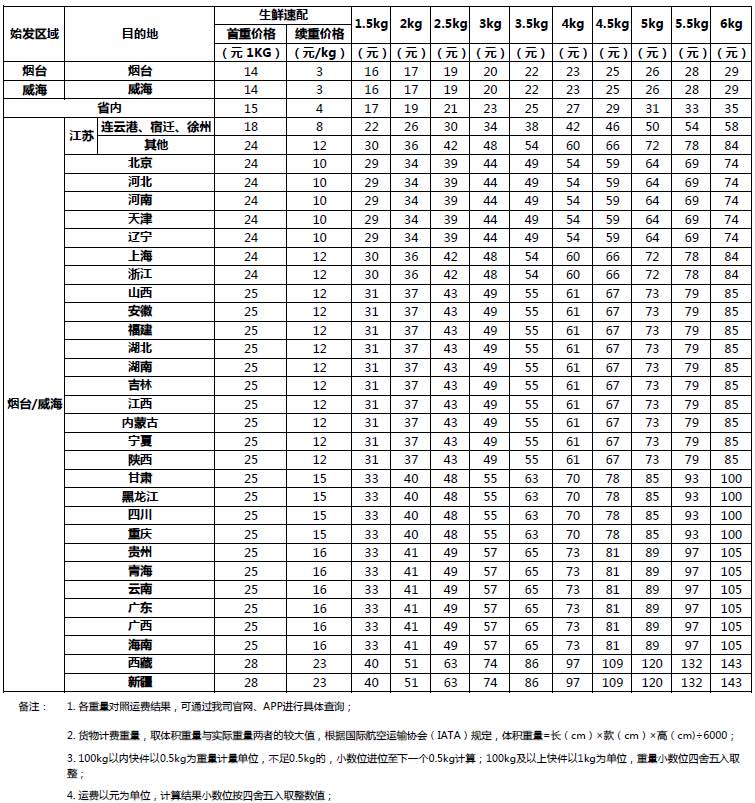 始发区域 目的地 生鲜速配 1.5kg 2kg 2.5kg 3kg 3.5kg 4kg 4.5kg 5kg 5.5kg 6kg
首重价格 续重价格
（元 1KG） （元/kg） （元） （元） （元） （元） （元） （元） （元） （元） （元） （元）
烟台 烟台 14 3 16 17 19 20 22 23 25 26 28 29
威海 威海 14 3 16 17 19 20 22 23 25 26 28 29
省内 15 4 17 19 21 23 25 27 29 31 33 35
烟台/威海 江苏 连云港、宿迁、徐州 18 8 22 26 30 34 38 42 46 50 54 58
其他 24 12 30 36 42 48 54 60 66 72 78 84
北京 24 10 29 34 39 44 49 54 59 64 69 74
河北 24 10 29 34 39 44 49 54 59 64 69 74
河南 24 10 29 34 39 44 49 54 59 64 69 74
天津 24 10 29 34 39 44 49 54 59 64 69 74
辽宁 24 10 29 34 39 44 49 54 59 64 69 74
上海 24 12 30 36 42 48 54 60 66 72 78 84
浙江 24 12 30 36 42 48 54 60 66 72 78 84
山西 25 12 31 37 43 49 55 61 67 73 79 85
安徽 25 12 31 37 43 49 55 61 67 73 79 85
福建 25 12 31 37 43 49 55 61 67 73 79 85
湖北 25 12 31 37 43 49 55 61 67 73 79 85
湖南 25 12 31 37 43 49 55 61 67 73 79 85
吉林 25 12 31 37 43 49 55 61 67 73 79 85
江西 25 12 31 37 43 49 55 61 67 73 79 85
内蒙古 25 12 31 37 43 49 55 61 67 73 79 85
宁夏 25 12 31 37 43 49 55 61 67 73 79 85
陕西 25 12 31 37 43 49 55 61 67 73 79 85
甘肃 25 15 33 40 48 55 63 70 78 85 93 100
黑龙江 25 15 33 40 48 55 63 70 78 85 93 100
四川 25 15 33 40 48 55 63 70 78 85 93 100
重庆 25 15 33 40 48 55 63 70 78 85 93 100
贵州 25 16 33 41 49 57 65 73 81 89 97 105
青海 25 16 33 41 49 57 65 73 81 89 97 105
云南 25 16 33 41 49 57 65 73 81 89 97 105
广东 25 16 33 41 49 57 65 73 81 89 97 105
广西 25 16 33 41 49 57 65 73 81 89 97 105
海南 25 16 33 41 49 57 65 73 81 89 97 105
西藏 28 23 40 51 63 74 86 97 109 120 132 143
新疆 28 23 40 51 63 74 86 97 109 120 132 143
备注： 1. 各重量对照运费结果，可通过我司官网、APP进行具体查询；
2. 货物计费重量，取体积重量与实际重量两者的较大值，根据国际航空运输协会（IATA）规定，体积重量=长（cm）×款（cm）×高（cm)÷6000；
3. 100kg以内快件以0.5kg为重量计量单位，不足0.5kg的，小数位进位至下一个0.5kg计算；100kg及以上快件以1kg为单位，重量小数位四舍五入取
整；
4. 运费以元为单位，计算结果小数位按四舍五入取整数值；